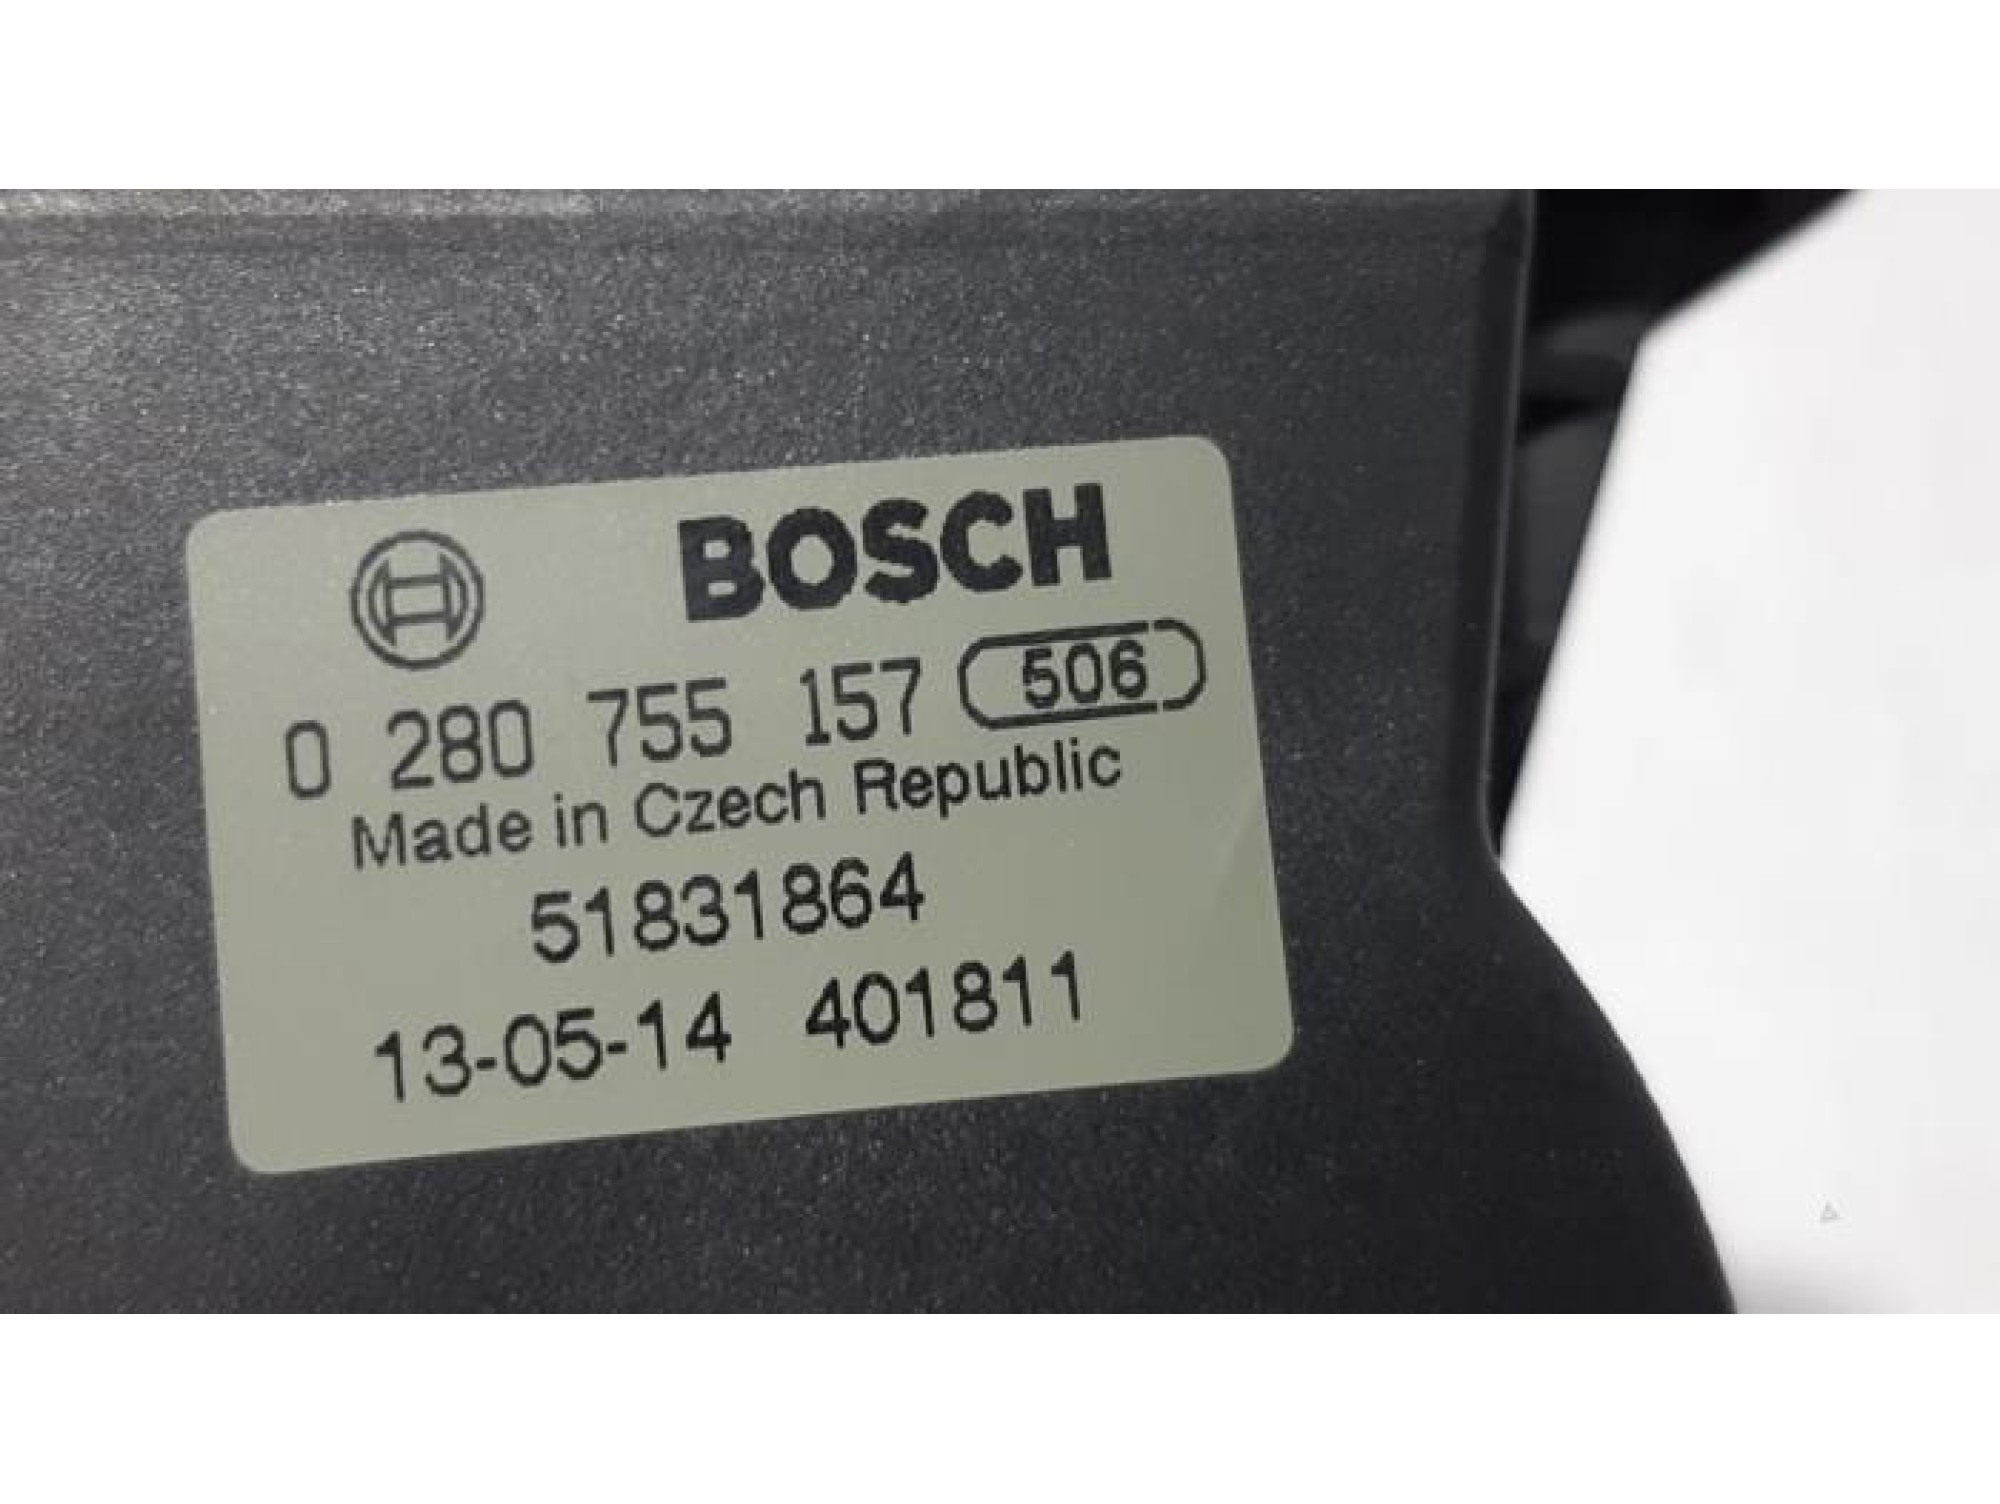 BOSCH
0 280 755 157 506
Made in Czech Republic
51831864
13-05-14 401811